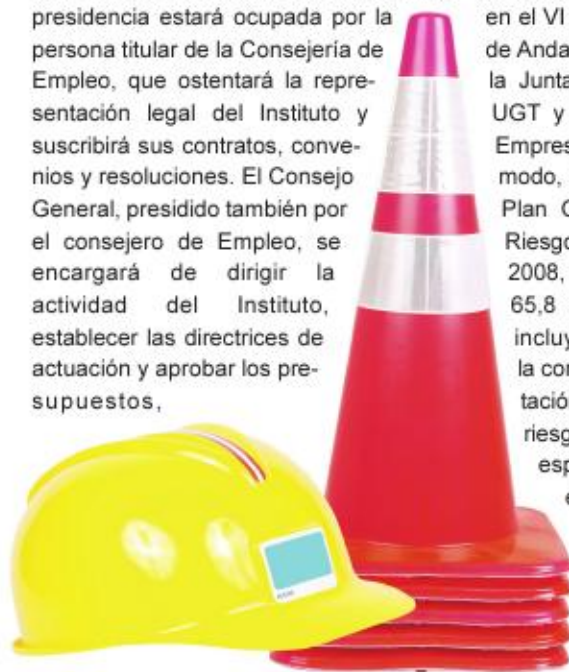 presidencia estará ocupada por la
persona titular de la Consejería de
Empleo, que ostentará la repre-
sentación legal del Instituto y
suscribirá sus contratos, conve-
nios y resoluciones. El Consejo
General, presidido también por
el consejero de Empleo, se
encargará de dirigir la
actividad del Instituto,
establecer las directrices de
actuación y aprobar los pre-
supuestos,
en el VI
de Anda
la Junta
UGT y
Empres
modo,
Plan
Riesgo
2008,
65,8
incluy
la con
tación
riesg
esp
e